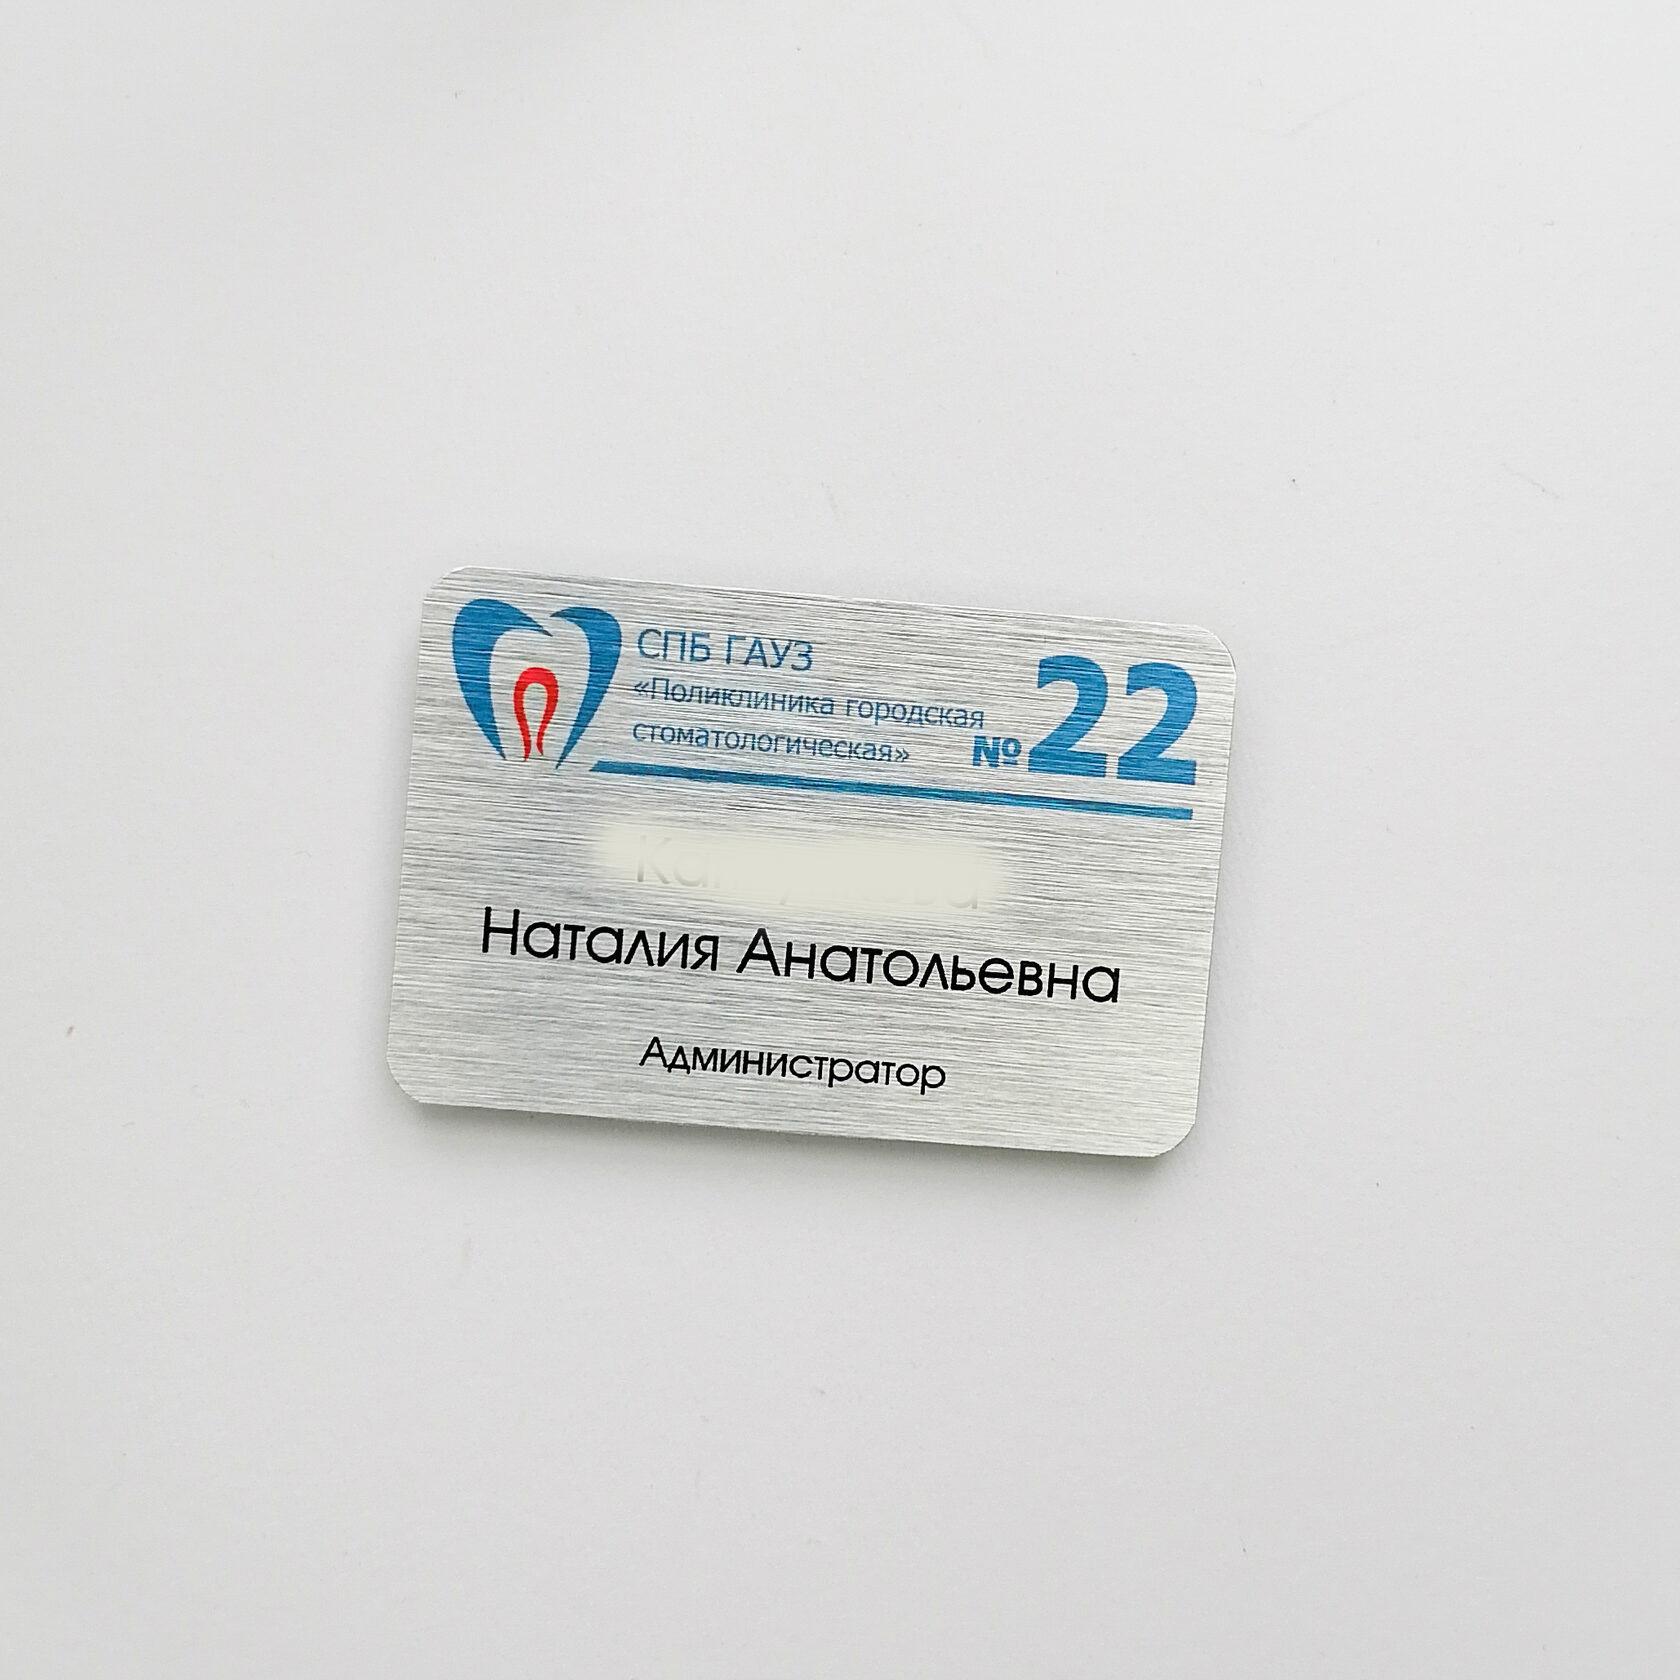 СПБ ГАУЗ
«Поликлиника городская
стоматологическая»
№22
Наталия Анатольевна
Администратор